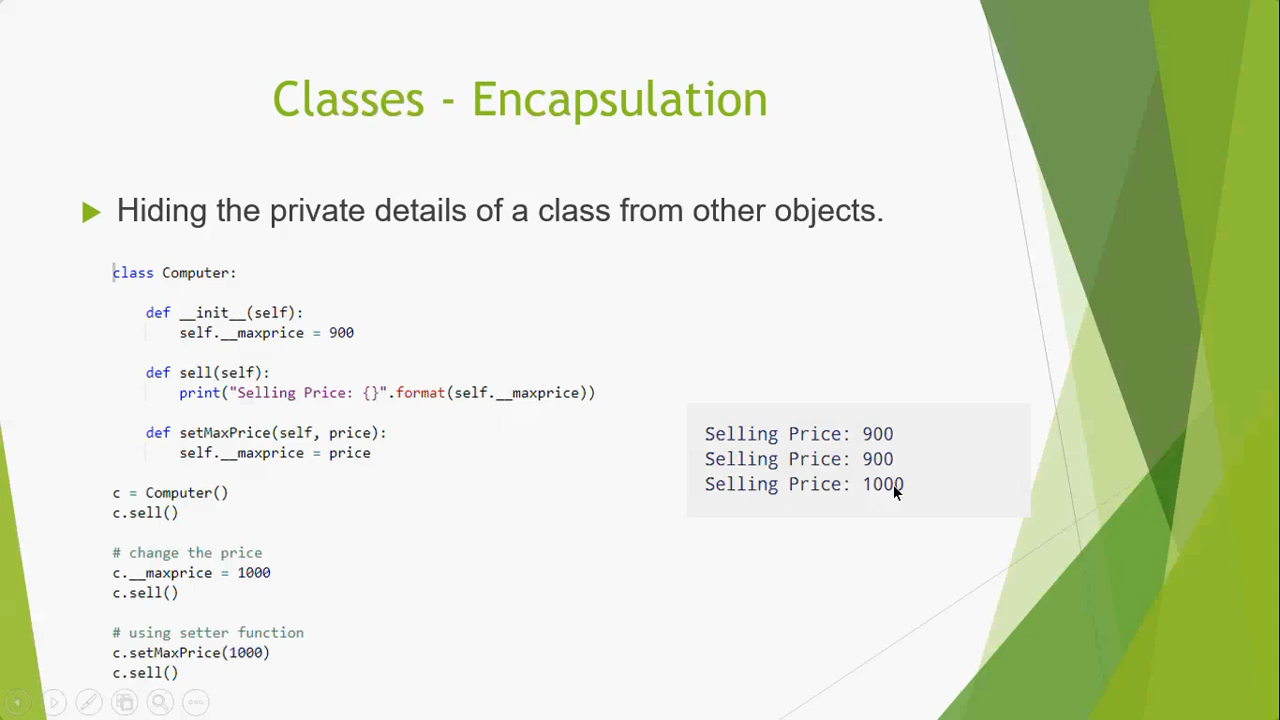 Classes - Encapsulation
Hiding the private details of a class from other objects.
class Computer:
def __init__(self):
self.__maxprice = 900
def sell(self):
print("Selling Price: {}".format(self.__maxprice))
def setMaxPrice(self, price):
self.__maxprice = price
c = Computer()
c.sell()
# change the price
c.__maxprice = 1000
c.sell()
# using setter function
c.setMaxPrice(1000)
c.sell()
Selling Price: 900
Selling Price: 900
Selling Price: 1000